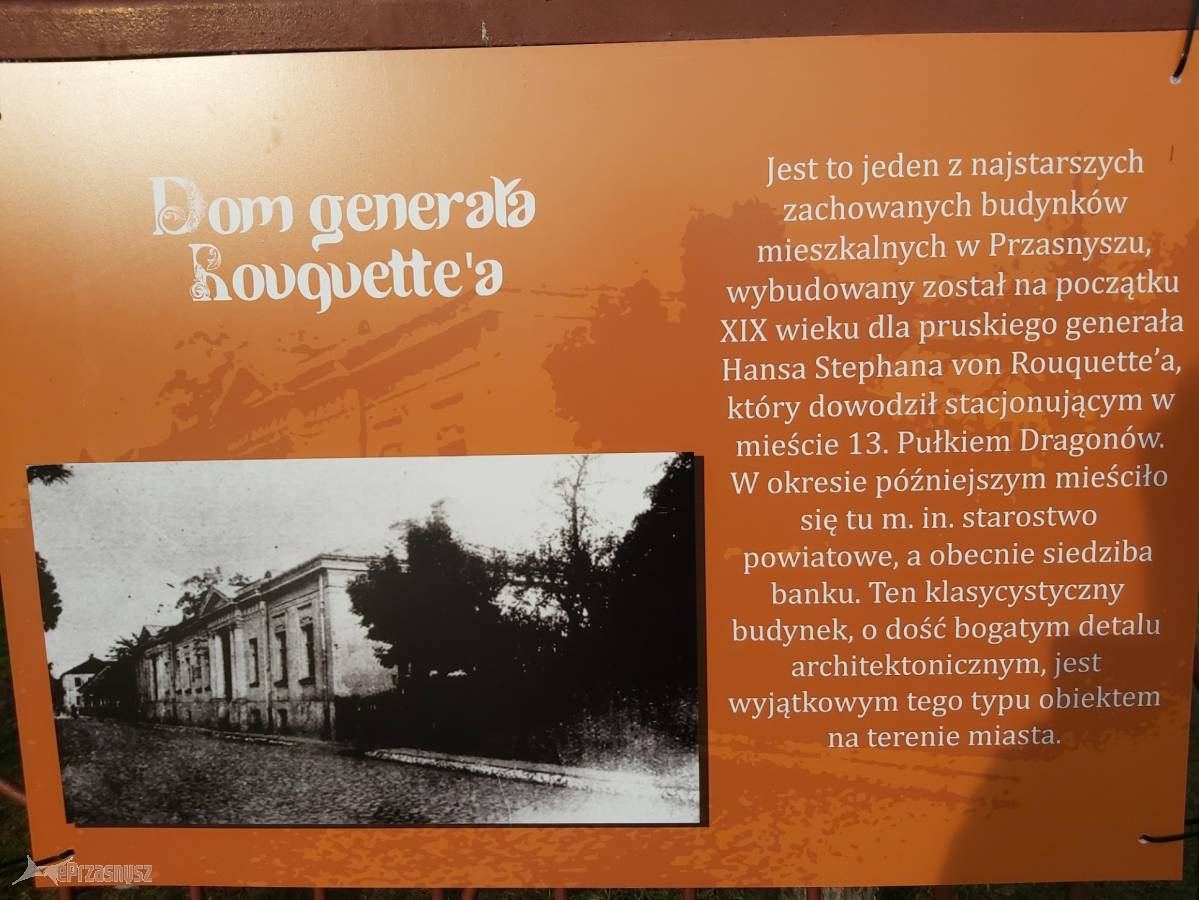 Dom generała
Rouquette'a
Jest to jeden z najstarszych
zachowanych budynków
mieszkalnych w Przasnyszu,
wybudowany został na początku
XIX wieku dla pruskiego generała
Hansa Stephana von Rouquette’a,
który dowodził stacjonującym w
mieście 13. Pułkiem Dragonów.
W okresie późniejszym mieściło
się tu m. in. starostwo
powiatowe, a obecnie siedziba
banku. Ten klasycystyczny
budynek, o dość bogatym detalu
architektonicznym, jest
wyjątkowym tego typu obiektem
na terenie miasta.
ePrzasnysz